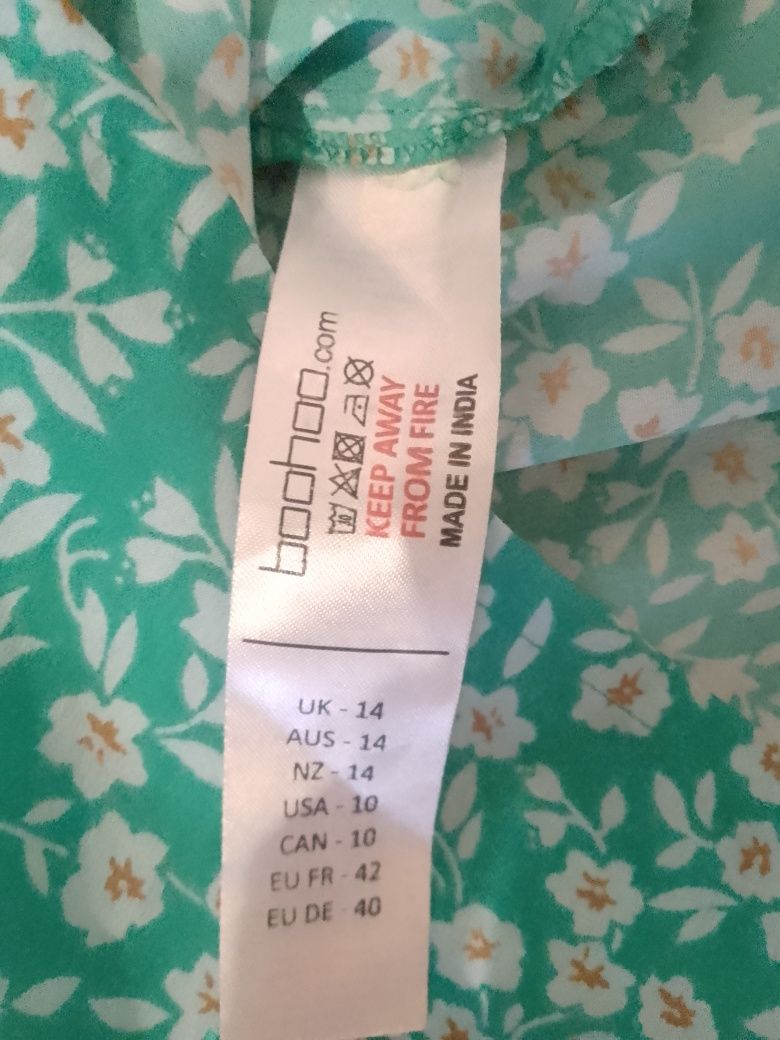 boohoo.com
30
KEEP AWAY
FROM FIRE
MADE IN INDIA
UK - 14
AUS - 14
NZ - 14
USA - 10
CAN - 10
EU FR - 42
EU DE - 40